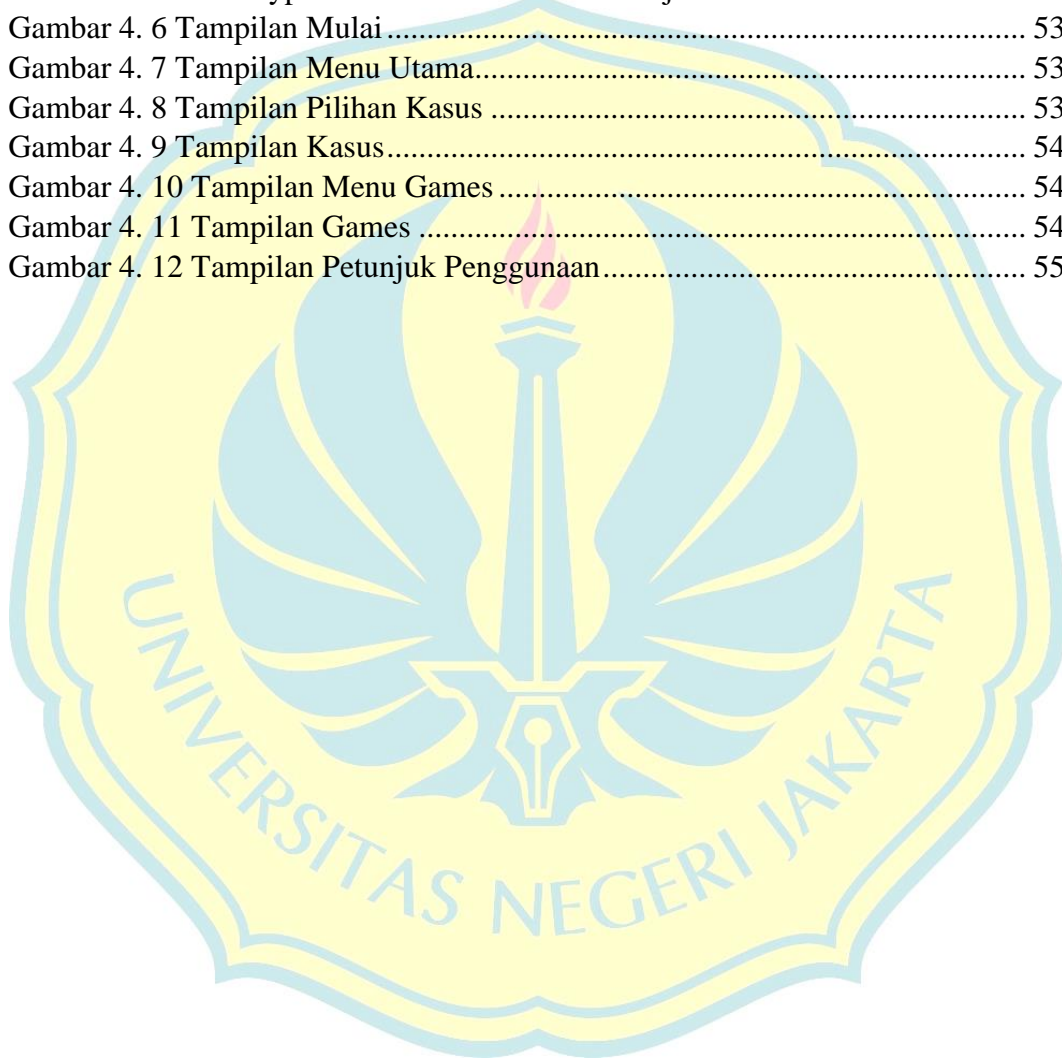 Gambar 4. 6 Tampilan Mulai ........................................................................................ 53
Gambar 4. 7 Tampilan Menu Utama........................................................................... 53
Gambar 4. 8 Tampilan Pilihan Kasus ......................................................................... 53
Gambar 4. 9 Tampilan Kasus....................................................................................... 54
Gambar 4. 10 Tampilan Menu Games ........................................................................ 54
Gambar 4. 11 Tampilan Games ................................................................................... 54
Gambar 4. 12 Tampilan Petunjuk Penggunaan.......................................................... 55
UNIVERSITAS NEGERI JAKARTA